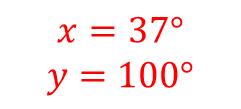 x = 37°
y = 100°